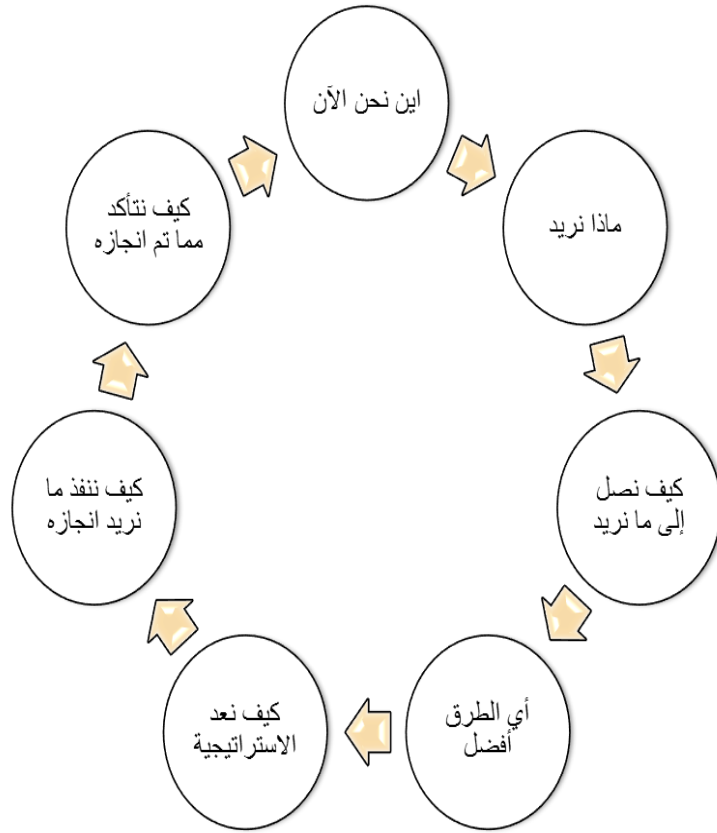 اين نحن الآن
ماذا نريد
كيف نصل
إلى ما نريد
أي الطرق
أفضل
كيف نعد
الاستراتيجية
كيف ننفذ ما
نريد انجازه
كيف نتأكد
مما تم انجازه